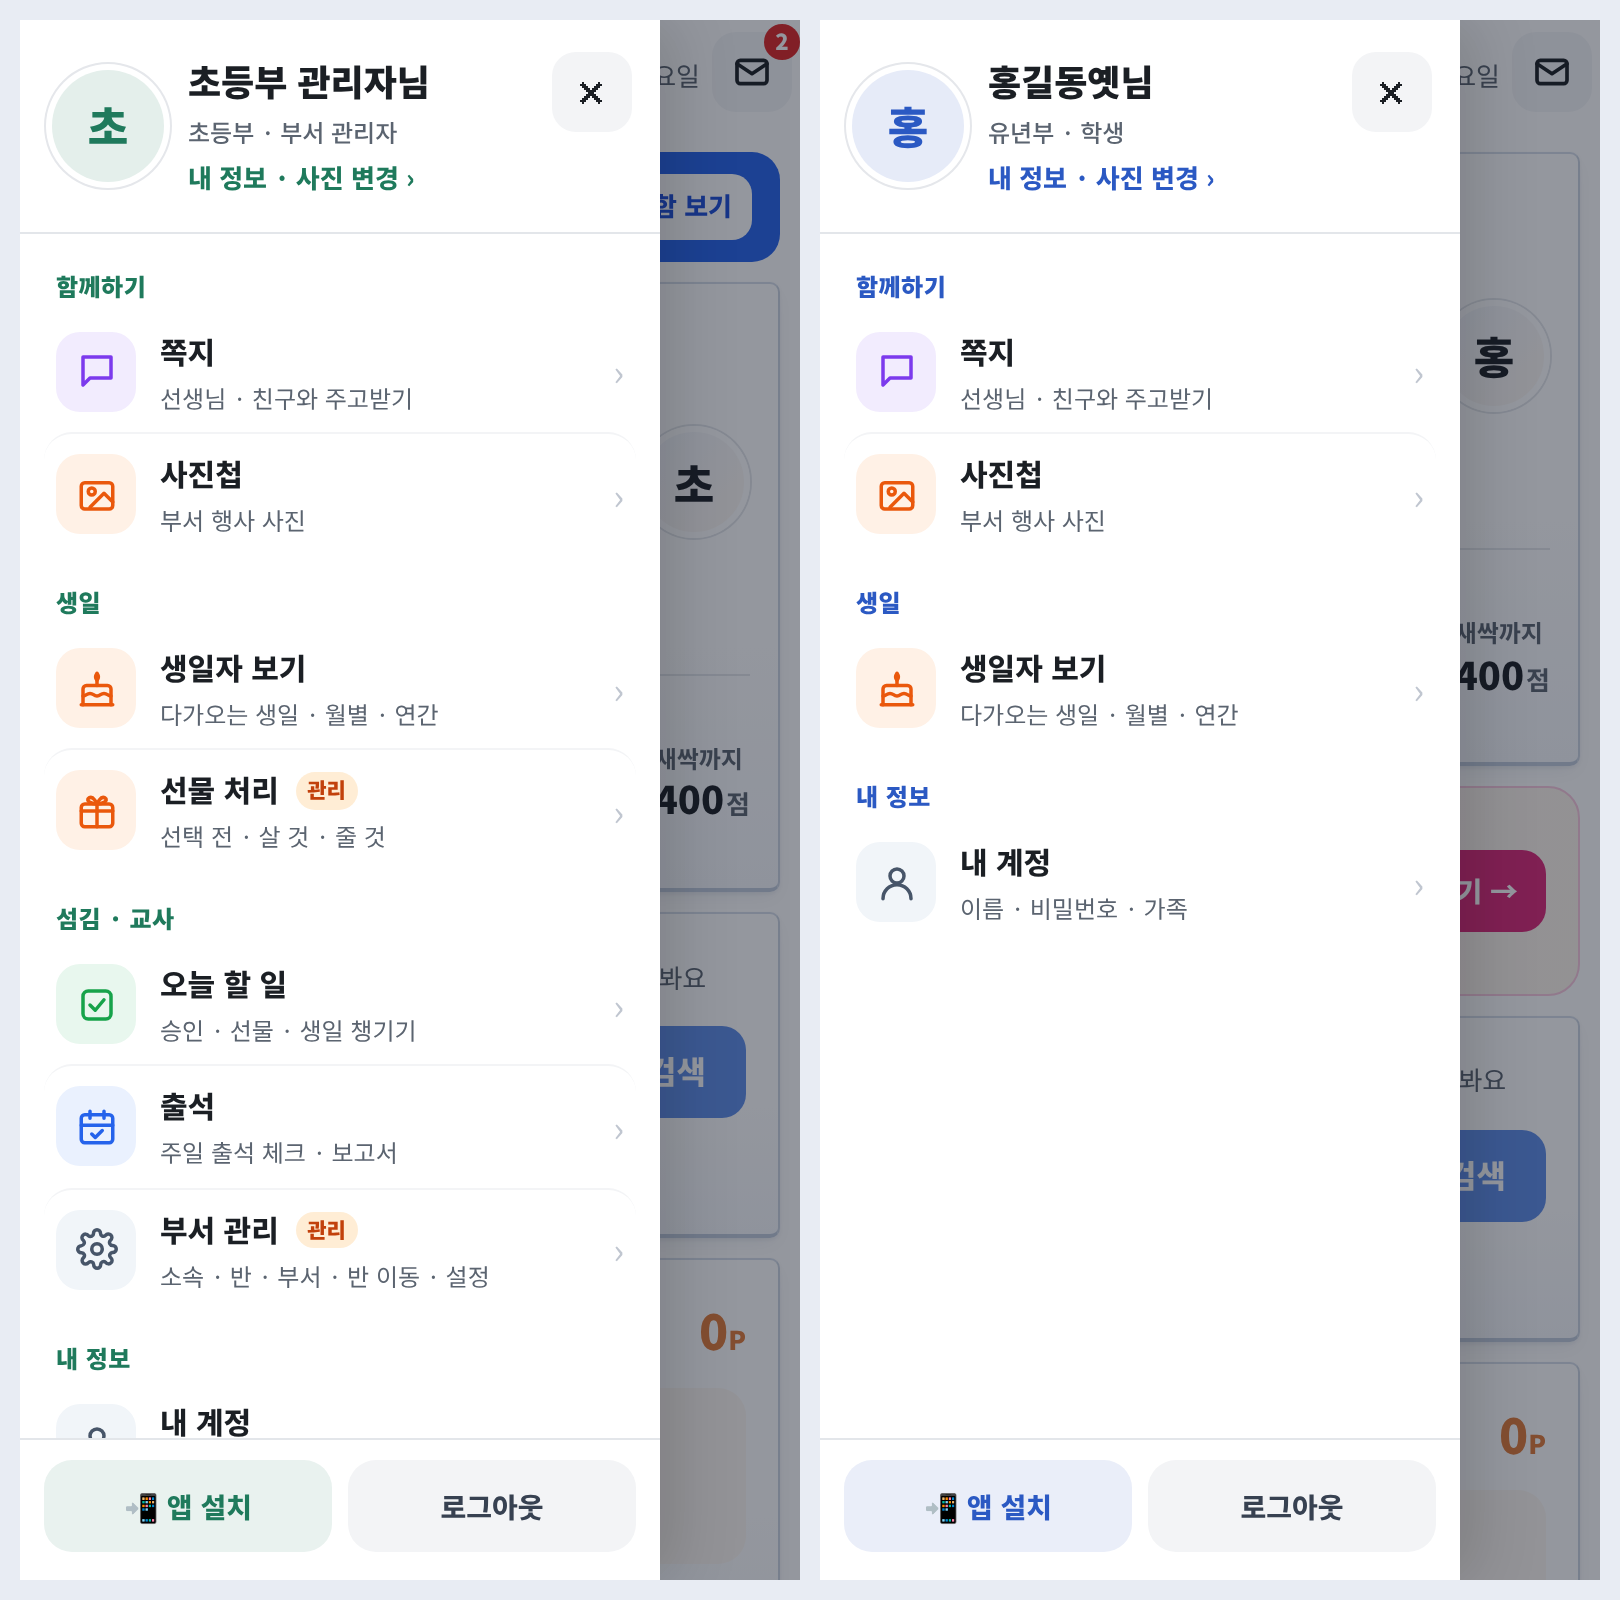 초
초등부 관리자님
초등부 · 부서 관리자
내 정보 · 사진 변경 ›
×
함께하기
쪽지
선생님 · 친구와 주고받기
사진첩
부서 행사 사진
생일
생일자 보기
다가오는 생일 · 월별 · 연간
선물 처리 관리
선택 전 · 살 것 · 줄 것
섬김 · 교사
오늘 할 일
승인 · 선물 · 생일 챙기기
출석
주일 출석 체크 · 보고서
부서 관리 관리
소속 · 반 · 부서 · 반 이동 · 설정
내 정보
내 계정
앱 설치
로그아웃
요일
2
함 보기
초
새싹까지
400점
봐요
검색
0P
홍
홍길동옛님
유년부 · 학생
내 정보 · 사진 변경 ›
×
함께하기
쪽지
선생님 · 친구와 주고받기
사진첩
부서 행사 사진
생일
생일자 보기
다가오는 생일 · 월별 · 연간
내 정보
내 계정
이름 · 비밀번호 · 가족
앱 설치
로그아웃
요일
홍
새싹까지
400점
기 →
봐요
검색
0P